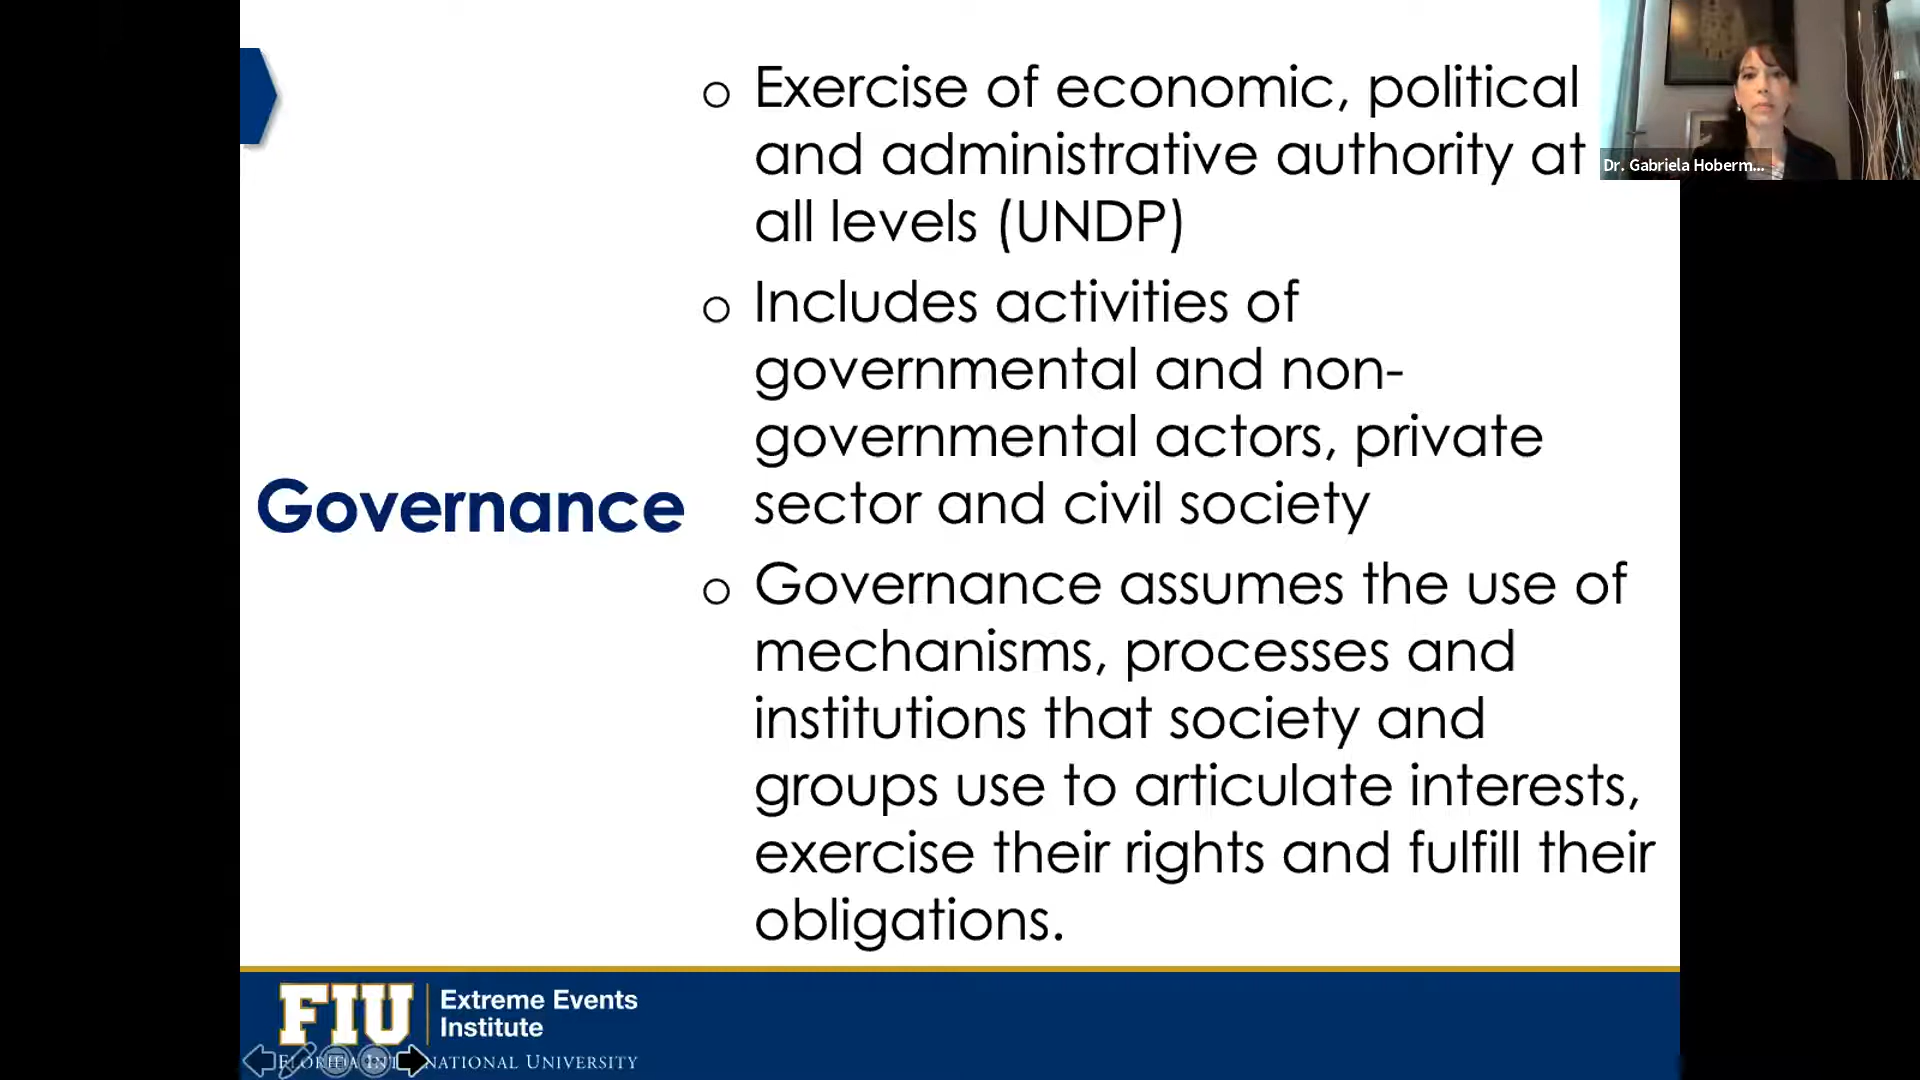 Governance
o Exercise of economic, political
and administrative authority at
all levels (UNDP)
o Includes activities of
governmental and non-
governmental actors, private
sector and civil society
o Governance assumes the use of
mechanisms, processes and
institutions that society and
groups use to articulate interests,
exercise their rights and fulfill their
obligations.
Dr. Gabriela Hoberm...
FIU
Extreme Events
Institute
FLORIDA INTERNATIONAL UNIVERSITY